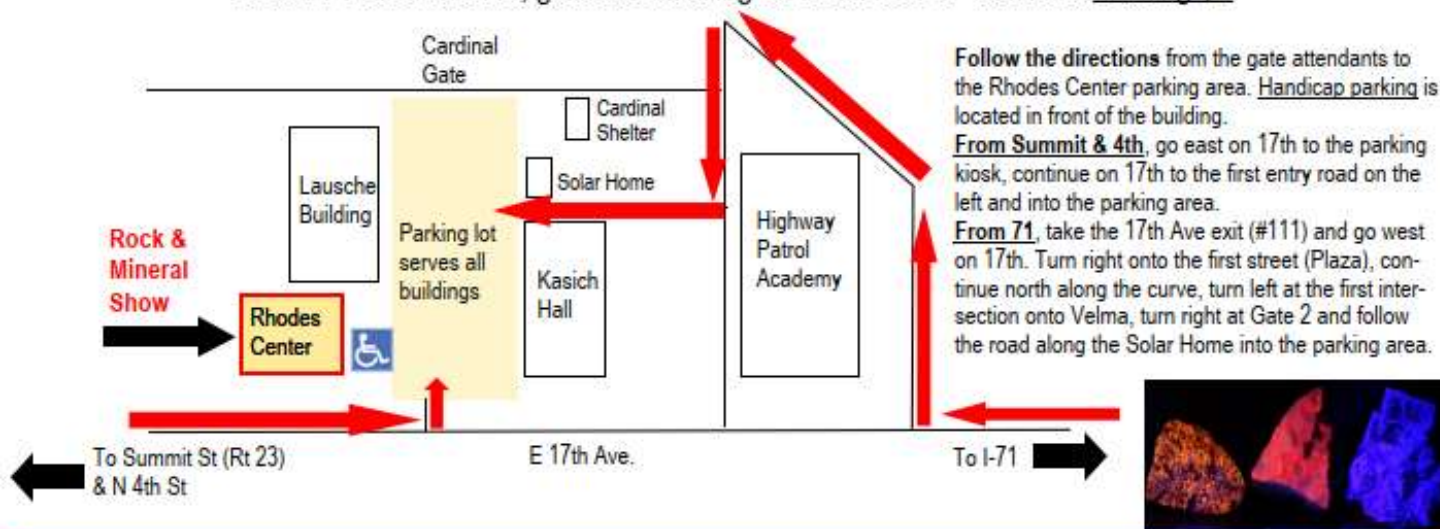 Cardinal
Gate
Cardinal
Shelter
Solar Home
Lausche
Building
Parking lot
serves all
buildings
Kasich
Hall
Highway
Patrol
Academy
Rock &
Mineral
Show
Rhodes
Center
To Summit St (Rt 23)
& N 4th St
E 17th Ave.
To I-71
Follow the directions from the gate attendants to
the Rhodes Center parking area. Handicap parking is
located in front of the building.
From Summit & 4th, go east on 17th to the parking
kiosk, continue on 17th to the first entry road on the
left and into the parking area.
From 71, take the 17th Ave exit (#111) and go west
on 17th. Turn right onto the first street (Plaza), con-
tinue north along the curve, turn left at the first inter-
section onto Velma, turn right at Gate 2 and follow
the road along the Solar Home into the parking area.